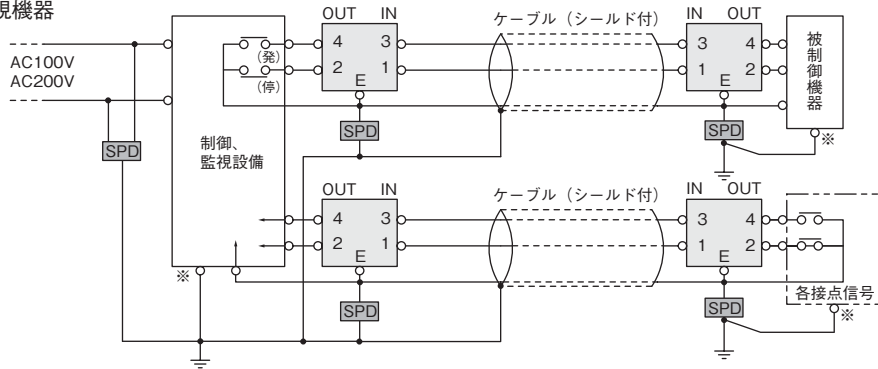 視機器
AC100V
AC200V
SPD
制御、
監視設備
(発)
(停)
※
OUT IN
4 3
2 1
E
SPD
ケーブル（シールド付）
IN OUT
3 4
1 2
E
SPD
被制御機器
※
OUT IN
4 3
2 1
E
SPD
ケーブル（シールド付）
IN OUT
3 4
1 2
E
SPD
各接点信号
※